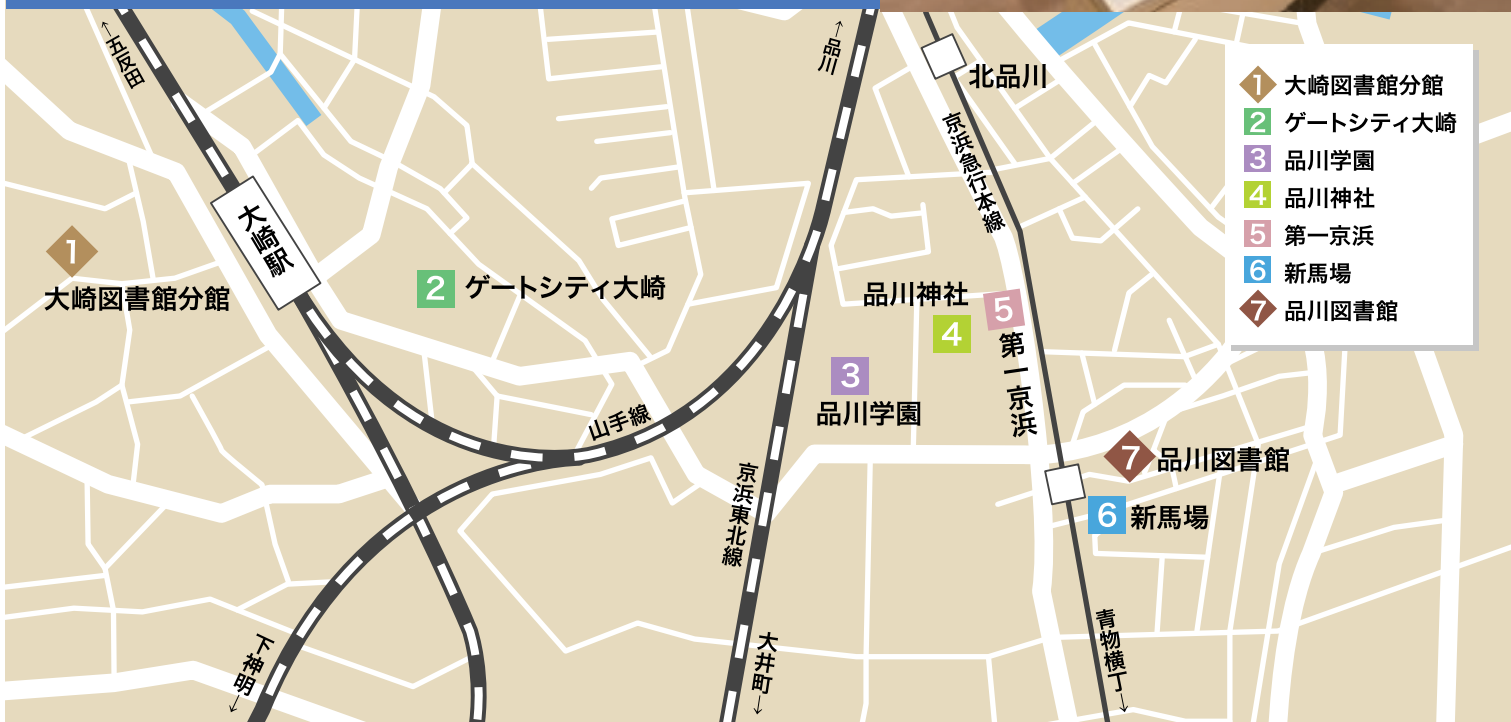 ←五反田
←品川
北品川
京浜急行本線
1
大崎図書館分館
2
ゲートシティ大崎
3
品川学園
4
品川神社
5
第一京浜
6
新馬場
7
品川図書館
大崎駅
1
大崎図書館分館
2 ゲートシティ大崎
品川神社
4
5
第一京浜
3
品川学園
山手線
京浜東北線
7 品川図書館
6 新馬場
下神明→
大井町→
青物横丁→